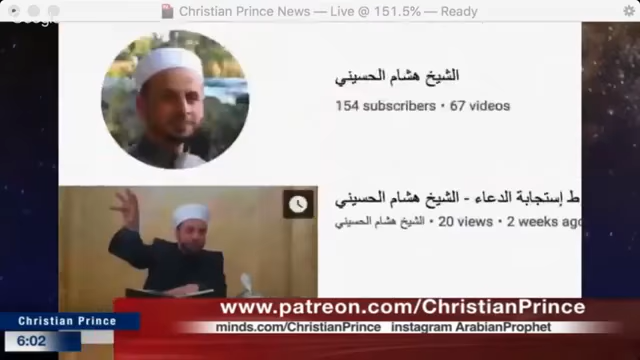 Christian Prince News — Live @ 151.5% — Ready
الشيخ هشام الحسيني
154 subscribers • 67 videos
ط إستجابة الدعاء - الشيخ هشام الحسيني
الشيخ هشام الحسيني • 20 views • 2 weeks ago
www.patreon.com/ChristianPrince
minds.com/ChristianPrince instagram ArabianProphet
Christian Prince
6:02